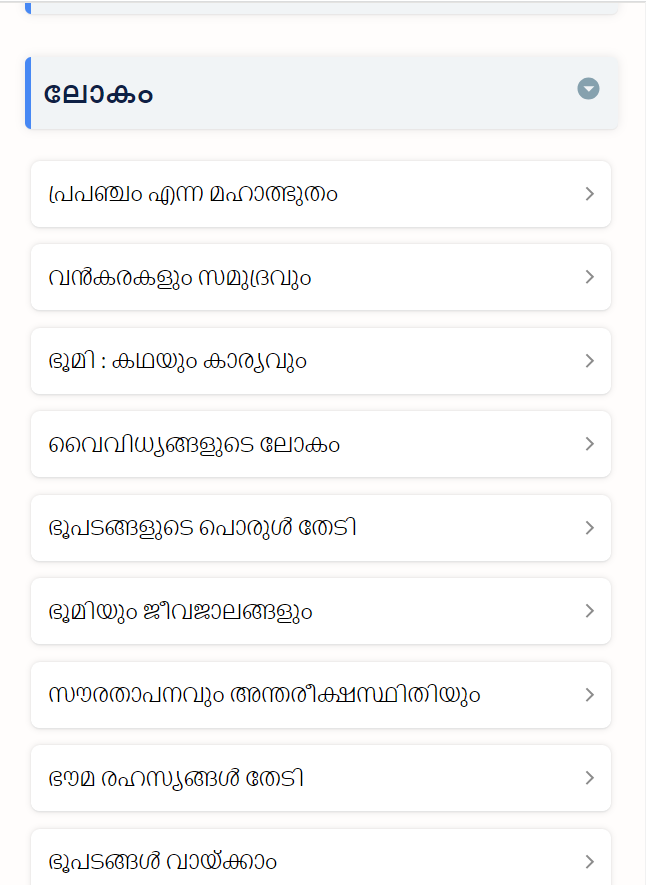 ലോകം
പ്രപഞ്ചം എന്ന മഹാത്ഭുതം
വൻകരകളും സമുദ്രവും
ഭൂമി : കഥയും കാര്യവും
വൈവിധ്യങ്ങളുടെ ലോകം
ഭൂപടങ്ങളുടെ പൊരുൾ തേടി
ഭൂമിയും ജീവജാലങ്ങളും
സൗരതാപനവും അന്തരീക്ഷസ്ഥിതിയും
ഭൗമ രഹസ്യങ്ങൾ തേടി
ഭൂപടങ്ങൾ വായ്ക്കാം